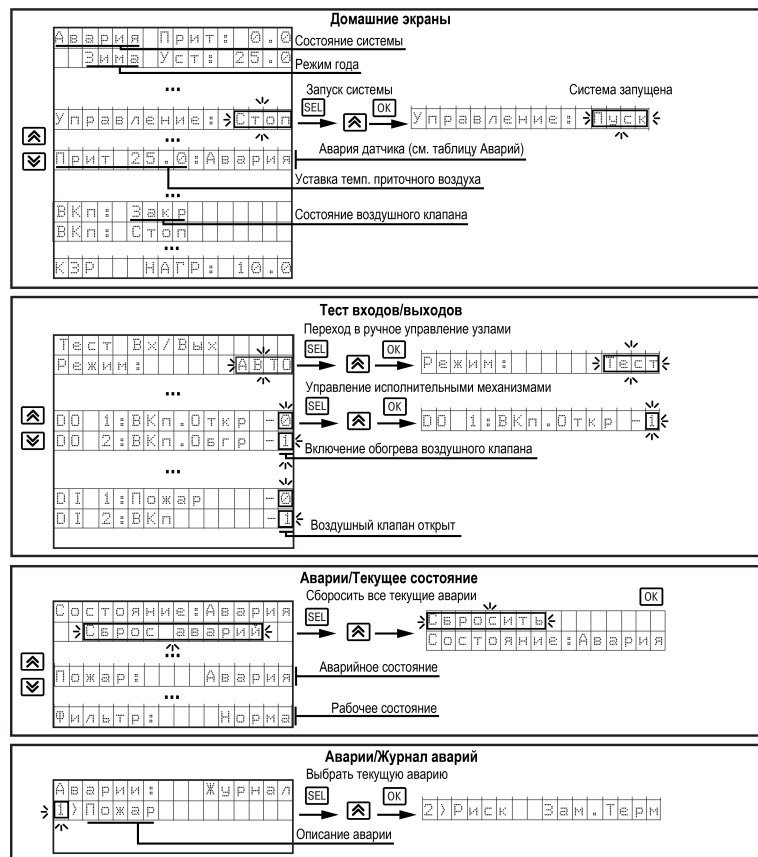 Домашние экраны
Авария Прит: 0.0
Состояние системы
Зима Уст: 25.0
Режим года
...
Запуск системы
Система запущена
Управление: Стоп
SEL
OK
Управление: Пуск
...
Прит 25.0:Авария
Авария датчика (см. таблицу Аварий)
Уставка темп. приточного воздуха
...
ВКп: Закр
Состояние воздушного клапана
ВКп: Стоп
...
КЗР НАГР: 10.0
Тест входов/выходов
Переход в ручное управление узлами
Тест Вх/Вых
Режим: АВТО
SEL
OK
Режим: Тест
...
Управление исполнительными механизмами
DO 1:ВКп.Откр -0
SEL
OK
DO 1:ВКп.Откр -1
DO 2:ВКп.Обгр -1
Включение обогрева воздушного клапана
...
DI 1:Пожар -0
DI 2:ВКп -1
Воздушный клапан открыт
Аварии/Текущее состояние
Сбросить все текущие аварии
OK
Состояние:Авария
SEL
Сбросить
Сброс аварий
Состояние:Авария
...
Пожар: Авария
Аварийное состояние
...
Фильтр: Норма
Рабочее состояние
Аварии/Журнал аварий
Выбрать текущую аварию
Аварии: Журнал
SEL
OK
1)Пожар
2)Риск Зам.Терм
Описание аварии